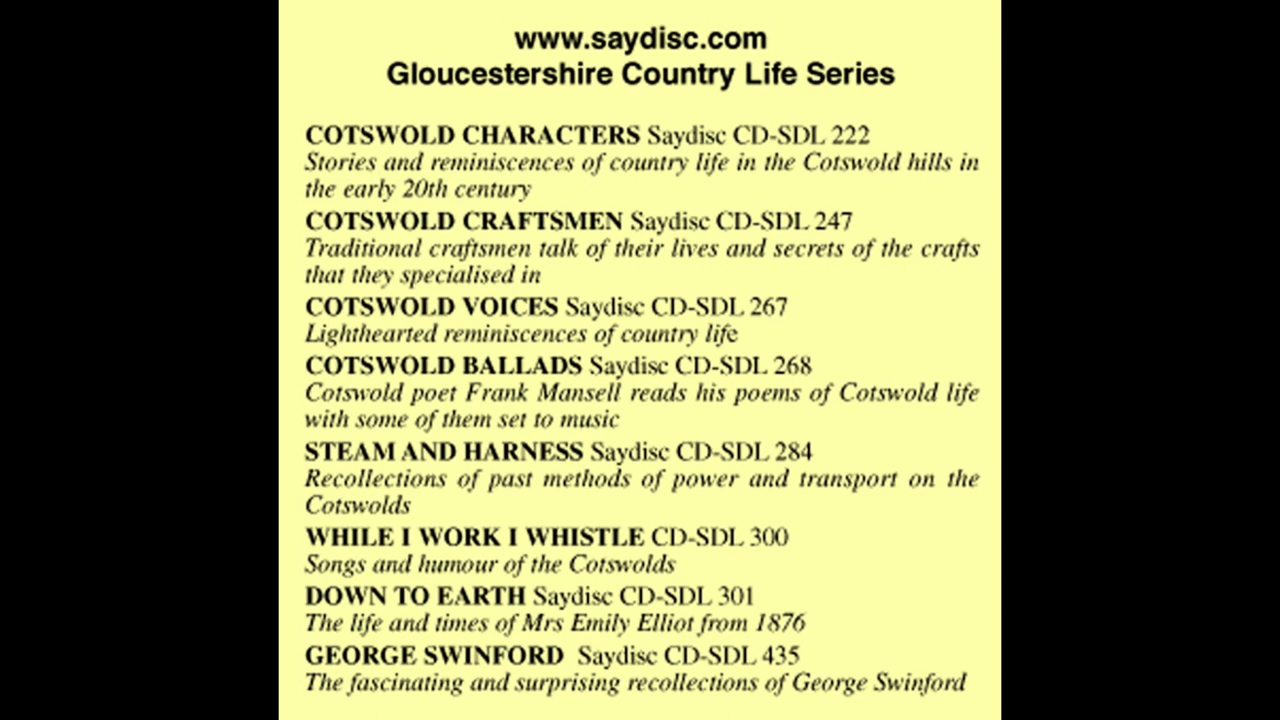 www.saydisc.com
Gloucestershire Country Life Series
COTSWOLD CHARACTERS Saydisc CD-SDL 222
Stories and reminiscences of country life in the Cotswold hills in
the early 20th century
COTSWOLD CRAFTSMEN Saydisc CD-SDL 247
Traditional craftsmen talk of their lives and secrets of the crafts
that they specialised in
COTSWOLD VOICES Saydisc CD-SDL 267
Lighthearted reminiscences of country life
COTSWOLD BALLADS Saydisc CD-SDL 268
Cotswold poet Frank Mansell reads his poems of Cotswold life
with some of them set to music
STEAM AND HARNESS Saydisc CD-SDL 284
Recollections of past methods of power and transport on the
Cotswolds
WHILE I WORK I WHISTLE CD-SDL 300
Songs and humour of the Cotswolds
DOWN TO EARTH Saydisc CD-SDL 301
The life and times of Mrs Emily Elliot from 1876
GEORGE SWINFORD Saydisc CD-SDL 435
The fascinating and surprising recollections of George Swinford